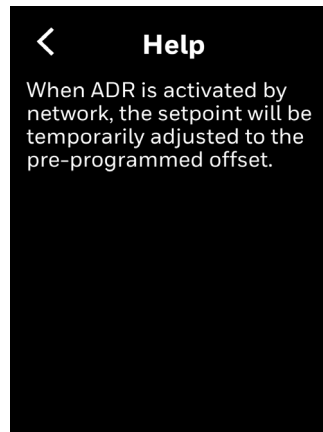 Help
When ADR is activated by
network, the setpoint will be
temporarily adjusted to the
pre-programmed offset.